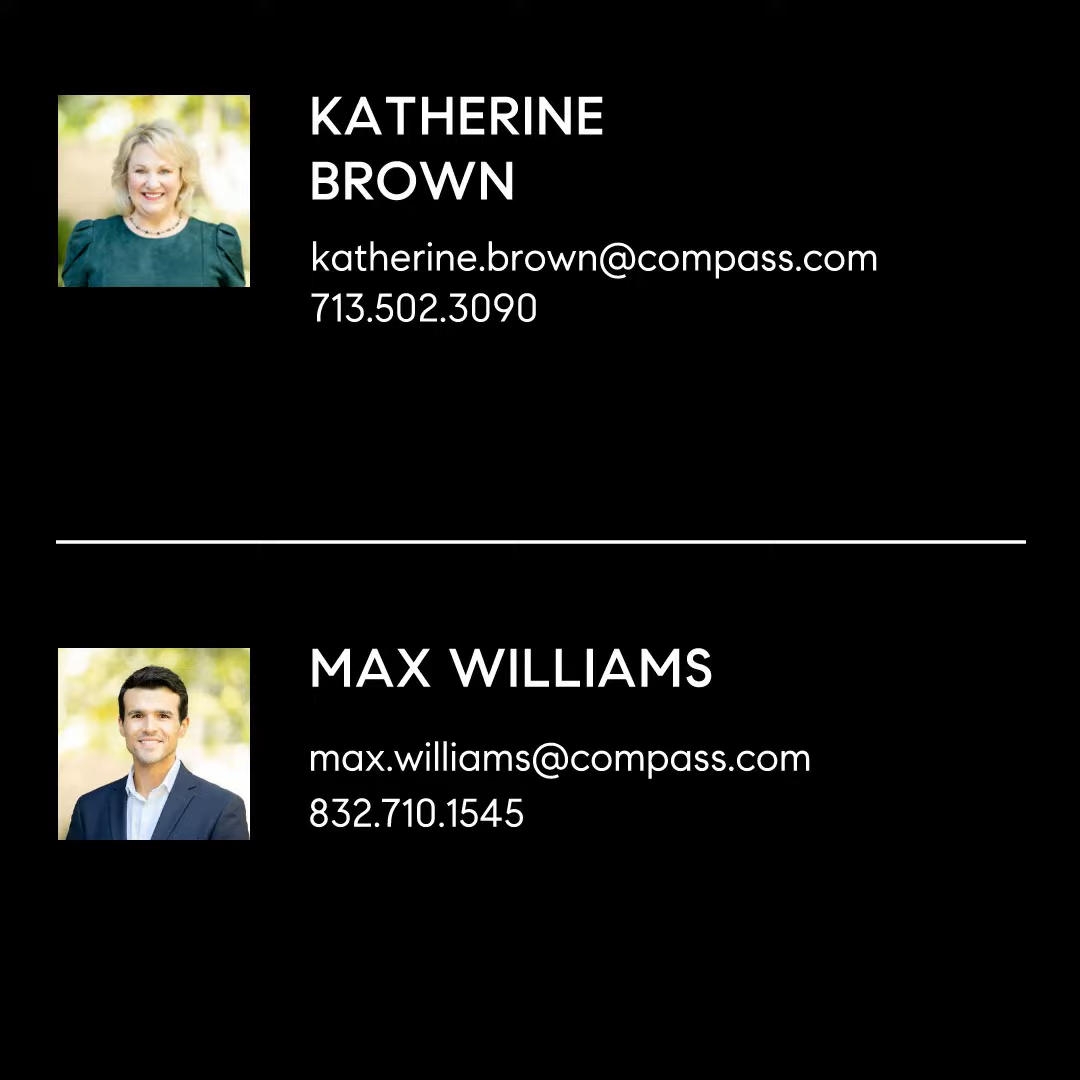 KATHERINE
BROWN
katherine.brown@compass.com
713.502.3090
MAX WILLIAMS
max.williams@compass.com
832.710.1545